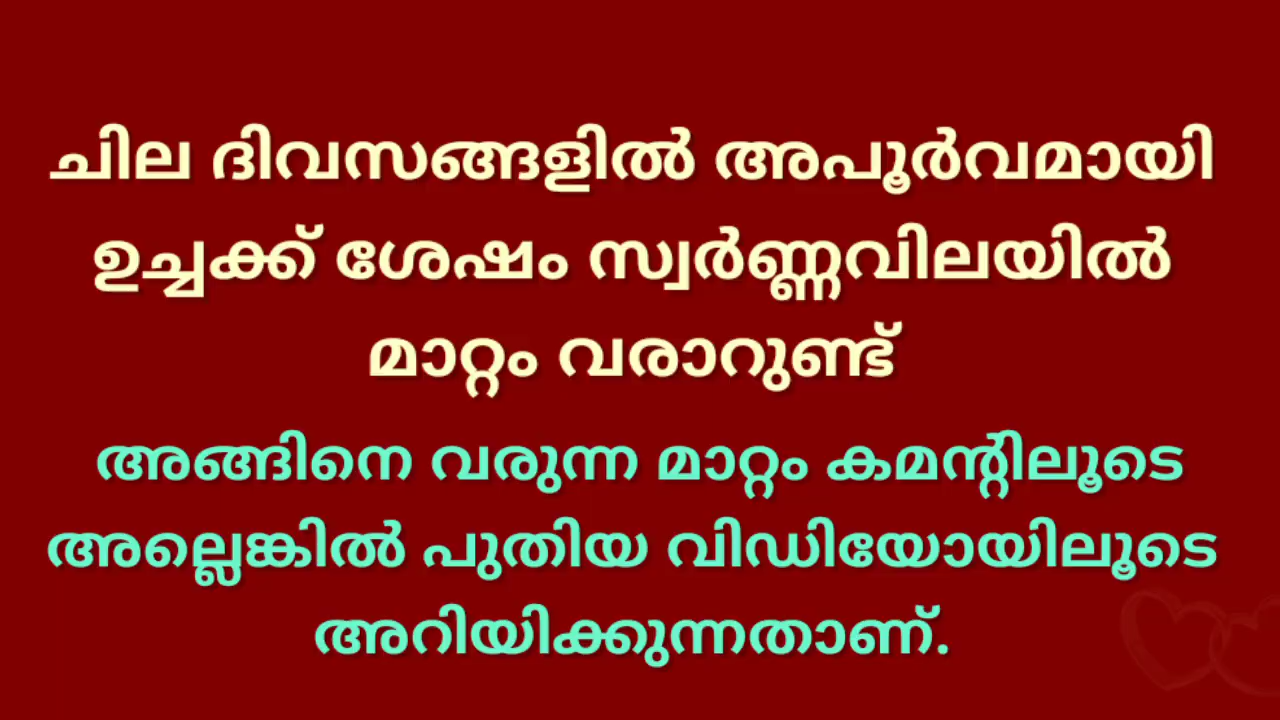 ചില ദിവസങ്ങളിൽ അപൂർവമായി
ഉച്ചക്ക് ശേഷം സ്വർണ്ണവിലയിൽ
മാറ്റം വരാറുണ്ട്
അങ്ങിനെ വരുന്ന മാറ്റം കമന്റിലൂടെ
അല്ലെങ്കിൽ പുതിയ വിഡിയോയിലൂടെ
അറിയിക്കുന്നതാണ്.